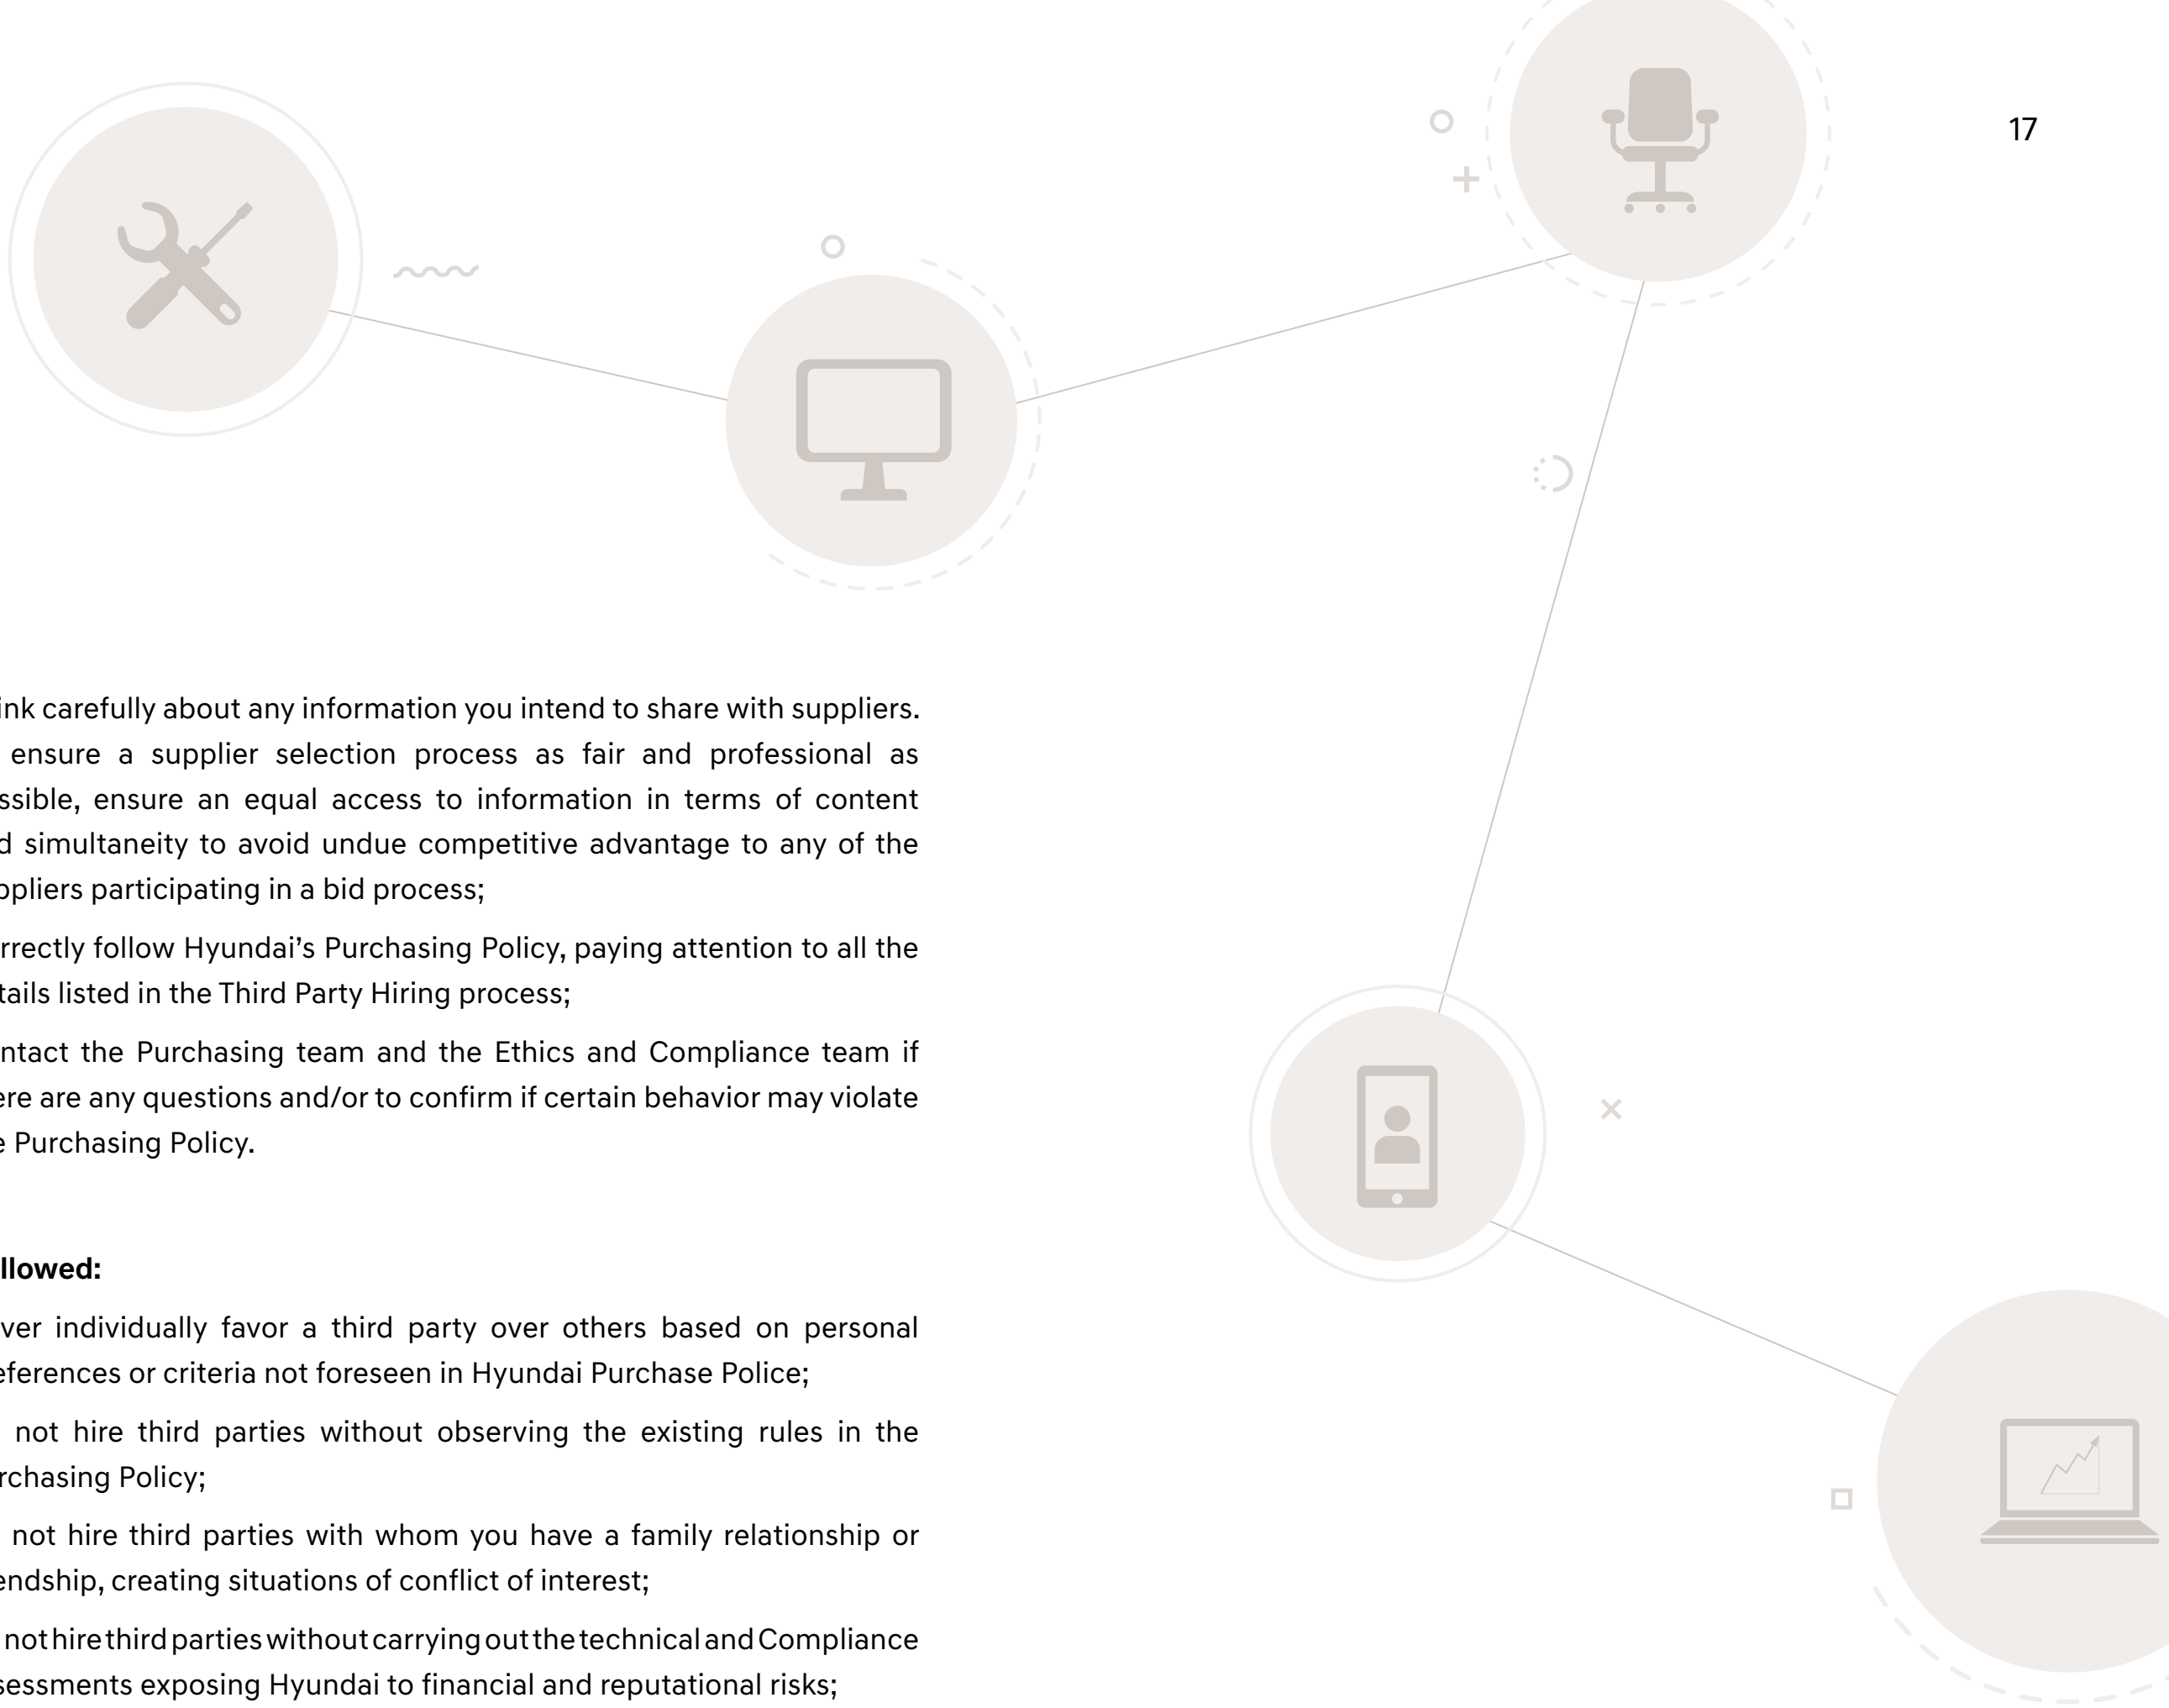 17
ink carefully about any information you intend to share with suppliers.
ensure a supplier selection process as fair and professional as
ssible, ensure an equal access to information in terms of content
d simultaneity to avoid undue competitive advantage to any of the
ppliers participating in a bid process;
rrectly follow Hyundai’s Purchasing Policy, paying attention to all the
tails listed in the Third Party Hiring process;
ntact the Purchasing team and the Ethics and Compliance team if
ere are any questions and/or to confirm if certain behavior may violate
e Purchasing Policy.
llowed:
ver individually favor a third party over others based on personal
eferences or criteria not foreseen in Hyundai Purchase Police;
not hire third parties without observing the existing rules in the
rchasing Policy;
not hire third parties with whom you have a family relationship or
endship, creating situations of conflict of interest;
not hire third parties without carrying out the technical and Compliance
sessments exposing Hyundai to financial and reputational risks;